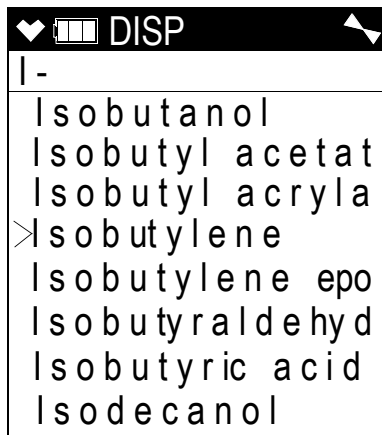 DISP
I-
Isobutanol
Isobutyl acetat
Isobutyl acryla
>Isobutylene
Isobutylene epo
Isobutyraldehyd
Isobutyric acid
Isodecanol